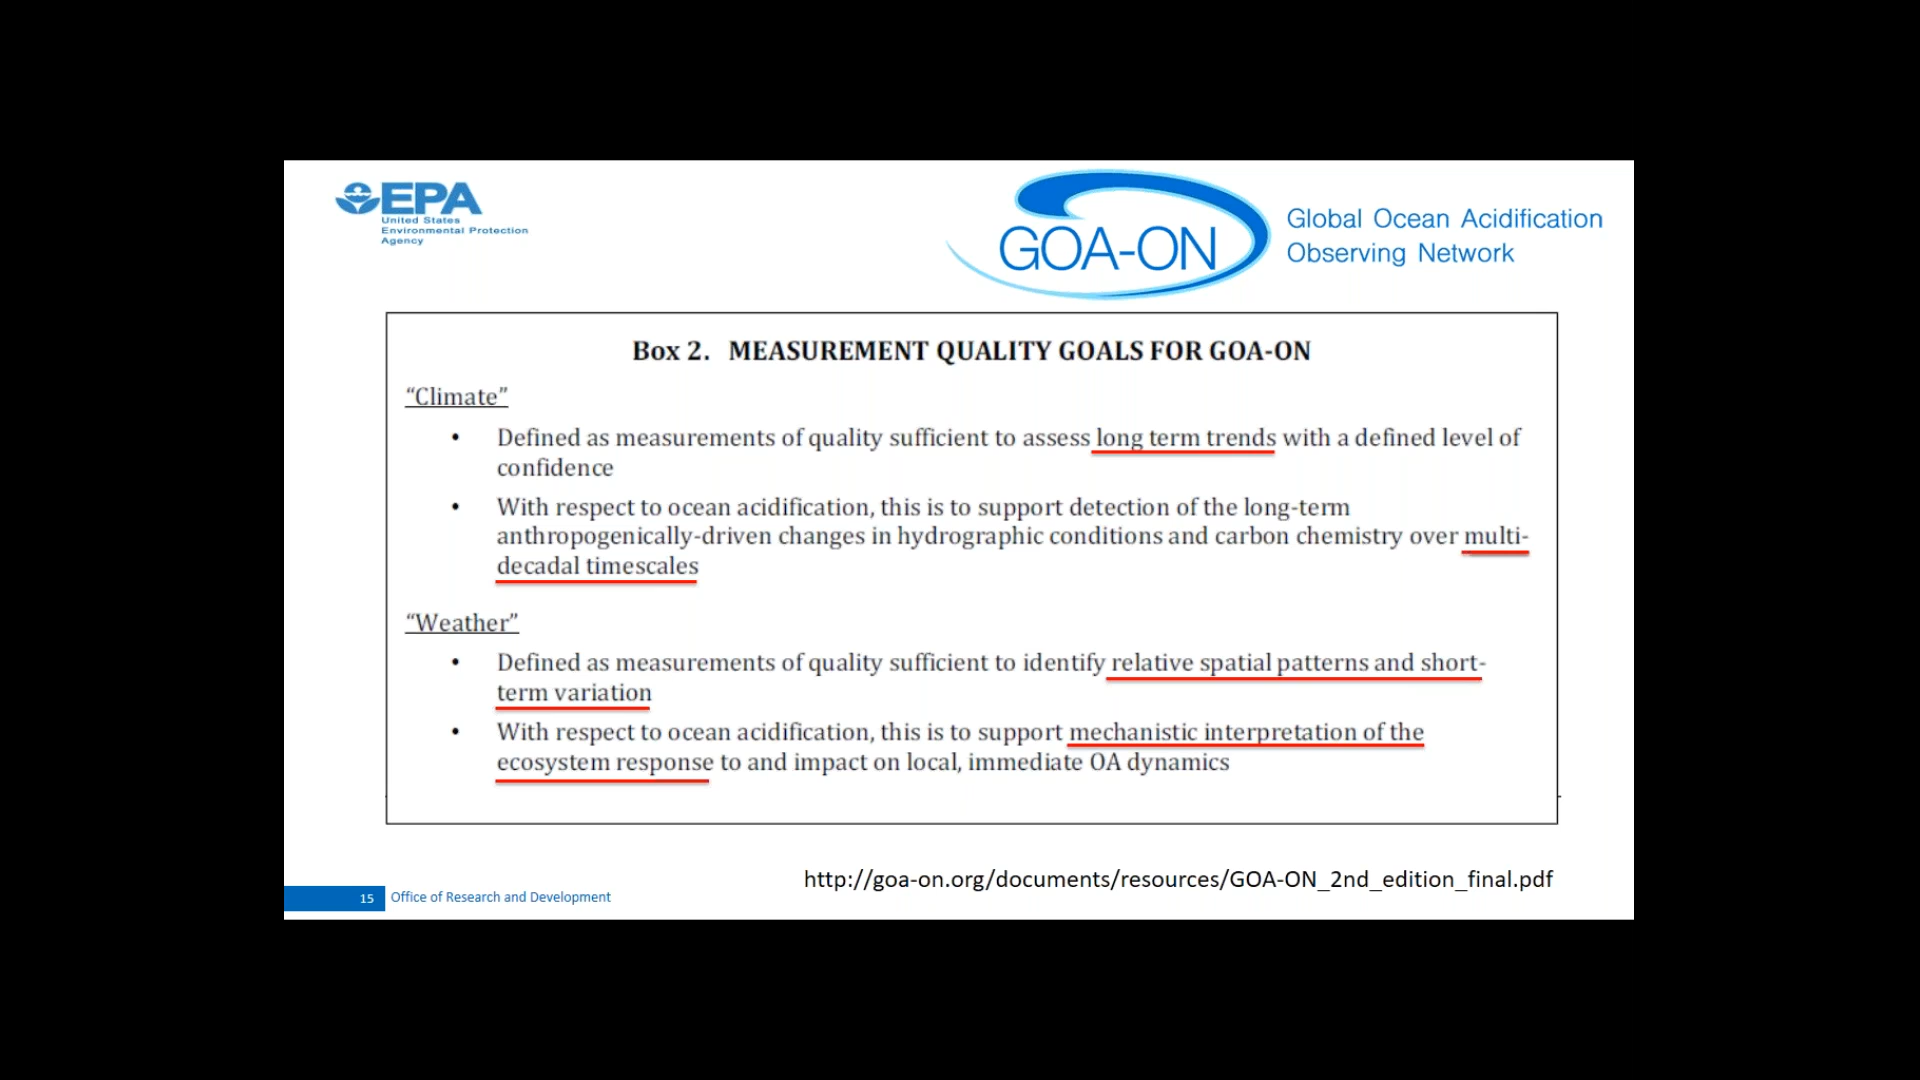 EPA
United States
Environmental Protection
Agency
GOA-ON
Global Ocean Acidification
Observing Network
Box 2. MEASUREMENT QUALITY GOALS FOR GOA-ON
“Climate”
• Defined as measurements of quality sufficient to assess long term trends with a defined level of
confidence
• With respect to ocean acidification, this is to support detection of the long-term
anthropogenically-driven changes in hydrographic conditions and carbon chemistry over multi-
decadal timescales
“Weather”
• Defined as measurements of quality sufficient to identify relative spatial patterns and short-
term variation
• With respect to ocean acidification, this is to support mechanistic interpretation of the
ecosystem response to and impact on local, immediate OA dynamics
http://goa-on.org/documents/resources/GOA-ON_2nd_edition_final.pdf
15 Office of Research and Development